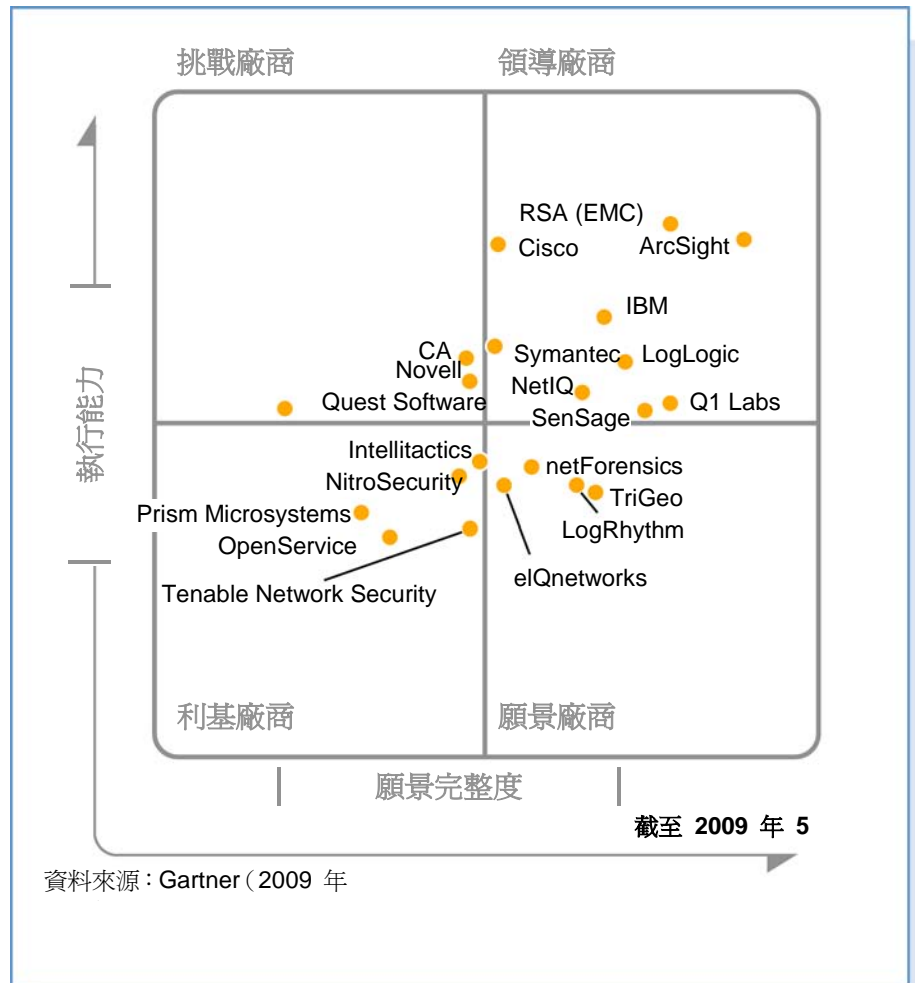 挑戰廠商
領導廠商
RSA (EMC)
Cisco
ArcSight
IBM
CA
Symantec
LogLogic
Novell
NetIQ
Quest Software
Q1 Labs
SenSage
執行能力
Intellitactics
netForensics
NitroSecurity
TriGeo
Prism Microsystems
LogRhythm
OpenService
eIQnetworks
Tenable Network Security
利基廠商
願景廠商
願景完整度
截至 2009 年 5
資料來源：Gartner（2009 年